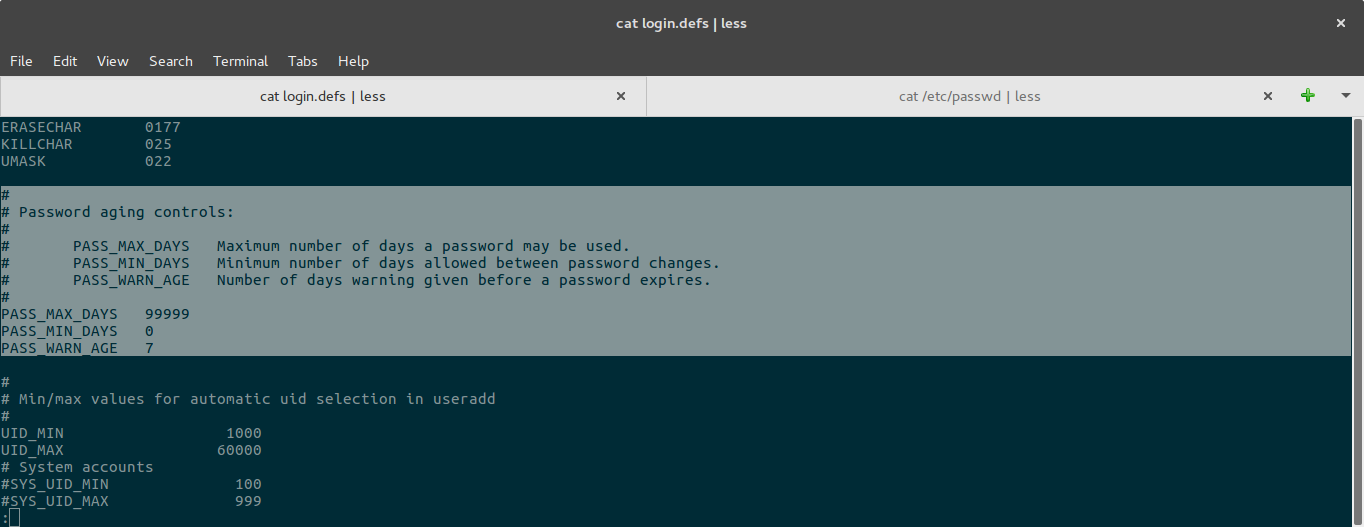 cat login.defs | less
File Edit View Search Terminal Tabs Help
cat login.defs | less
cat /etc/passwd | less
ERASECHAR       0177
KILLCHAR        025
UMASK           022
#
# Password aging controls:
#
#       PASS_MAX_DAYS   Maximum number of days a password may be used.
#       PASS_MIN_DAYS   Minimum number of days allowed between password changes.
#       PASS_WARN_AGE   Number of days warning given before a password expires.
#
PASS_MAX_DAYS   99999
PASS_MIN_DAYS   0
PASS_WARN_AGE   7
#
# Min/max values for automatic uid selection in useradd
#
UID_MIN                  1000
UID_MAX                 60000
# System accounts
#SYS_UID_MIN              100
#SYS_UID_MAX              999
: